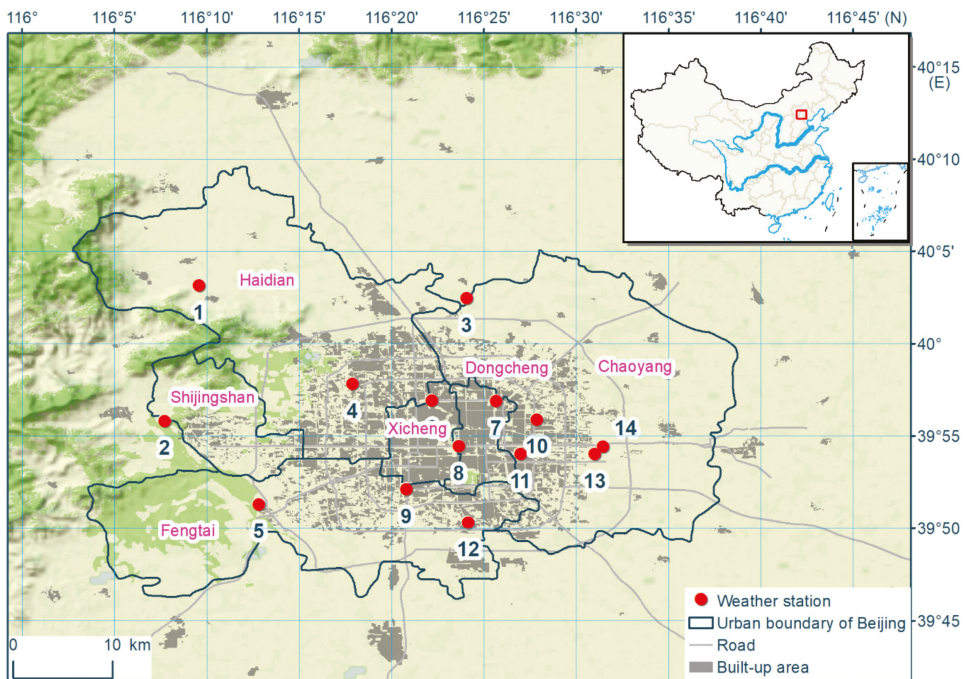 116° 116°5' 116°10' 116°15' 116°20' 116°25' 116°30' 116°35' 116°40' 116°45' (N)
40°15'
(E)
40°10'
40°5'
Haidian
1
3
40°
Dongcheng
Chaoyang
Shijingshan
4
Xicheng
7
10
14
2
39°55'
8
11
13
9
Fengtai
5
39°50'
12
Weather station
Urban boundary of Beijing
Road
Built-up area
39°45'
0 10 km